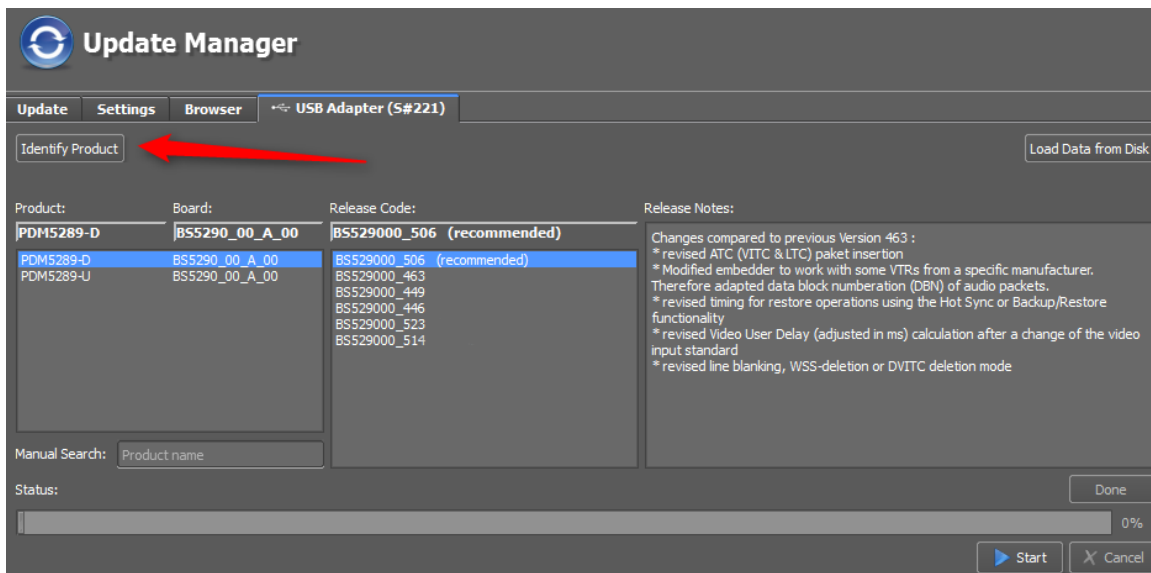 Update Manager
Update
Settings
Browser
USB Adapter (S#221)
Identify Product
Load Data from Disk
Product:
Board:
Release Code:
Release Notes:
PDM5289-D
BS5290_00_A_00
BS529000_506 (recommended)
PDM5289-D
BS5290_00_A_00
PDM5289-U
BS5290_00_A_00
BS529000_506 (recommended)
BS529000_463
BS529000_449
BS529000_446
BS529000_523
BS529000_514
Changes compared to previous Version 463 :
* revised ATC (VITC & LTC) paket insertion
* Modified embedder to work with some VTRs from a specific manufacturer.
Therefore adapted data block numberation (DBN) of audio packets.
* revised timing for restore operations using the Hot Sync or Backup/Restore
functionality
* revised Video User Delay (adjusted in ms) calculation after a change of the video
input standard
* revised line blanking, WSS-deletion or DVITC deletion mode
Manual Search:
Product name
Status:
Done
0%
Start
Cancel